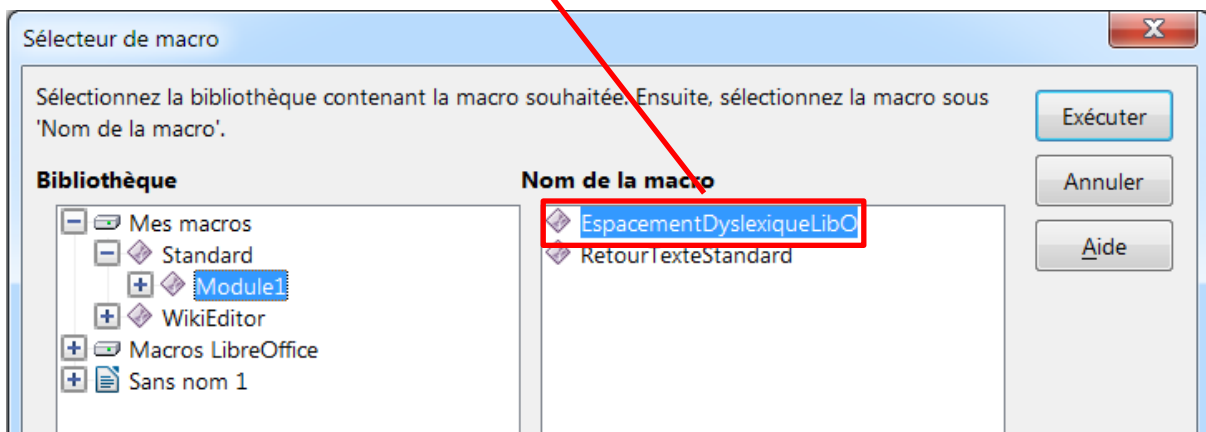 Sélecteur de macro
Sélectionnez la bibliothèque contenant la macro souhaitée. Ensuite, sélectionnez la macro sous
'Nom de la macro'.
Exécuter
Bibliothèque
Nom de la macro
Annuler
Mes macros
EspacementDyslexiqueLibO
Standard
RetourTexteStandard
Aide
Module1
WikiEditor
Macros LibreOffice
Sans nom 1